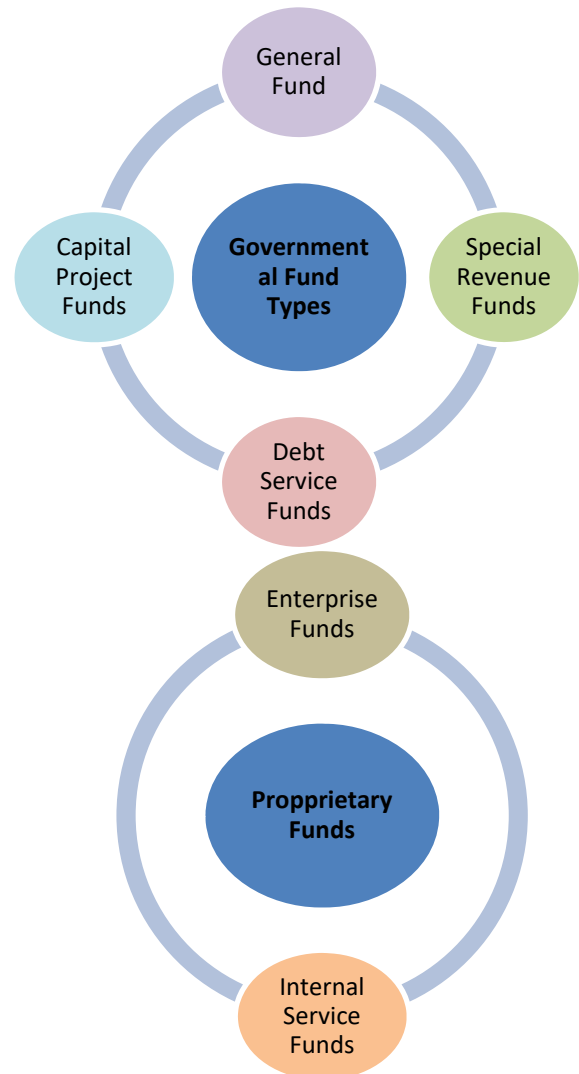 General
Fund
Capital
Project
Funds
Government
al Fund
Types
Special
Revenue
Funds
Debt
Service
Funds
Enterprise
Funds
Propprietary
Funds
Internal
Service
Funds